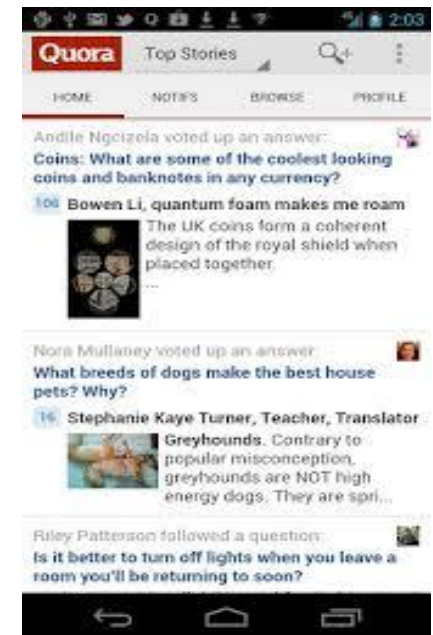 2:03
Quora Top Stories
HOME NOTIFS BROWSE PROFILE
Andile Ngcizela voted up an answer:
Coins: What are some of the coolest looking
coins and banknotes in any currency?
106 Bowen Li, quantum foam makes me roam
The UK coins form a coherent
design of the royal shield when
placed together.
...
Nora Mullaney voted up an answer:
What breeds of dogs make the best house
pets? Why?
16 Stephanie Kaye Turner, Teacher, Translator
Greyhounds. Contrary to
popular misconception,
greyhounds are NOT high
energy dogs. They are spri...
Riley Patterson followed a question:
Is it better to turn off lights when you leave a
room you'll be returning to soon?